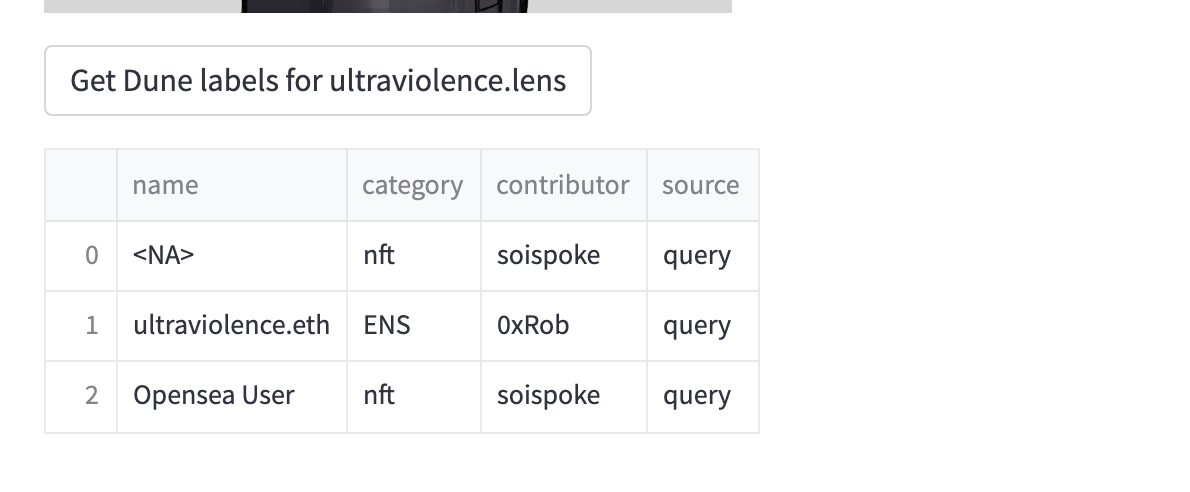 Get Dune labels for ultraviolence.lens
name category contributor source
0 <NA> nft soispoke query
1 ultraviolence.eth ENS 0xRob query
2 Opensea User nft soispoke query